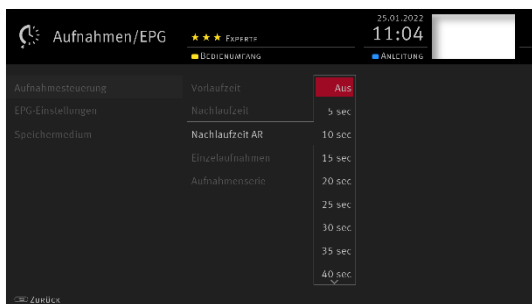 Aufnahmen/EPG
★ ★ ★ Experte
Bedienumfang
25.01.2022
11:04
Anleitung
Aufnahmesteuerung
EPG-Einstellungen
Speichermedium
Vorlaufzeit
Nachlaufzeit
Nachlaufzeit AR
Einzelaufnahmen
Aufnahmenserie
Aus
5 sec
10 sec
15 sec
20 sec
25 sec
30 sec
35 sec
40 sec
Zurück